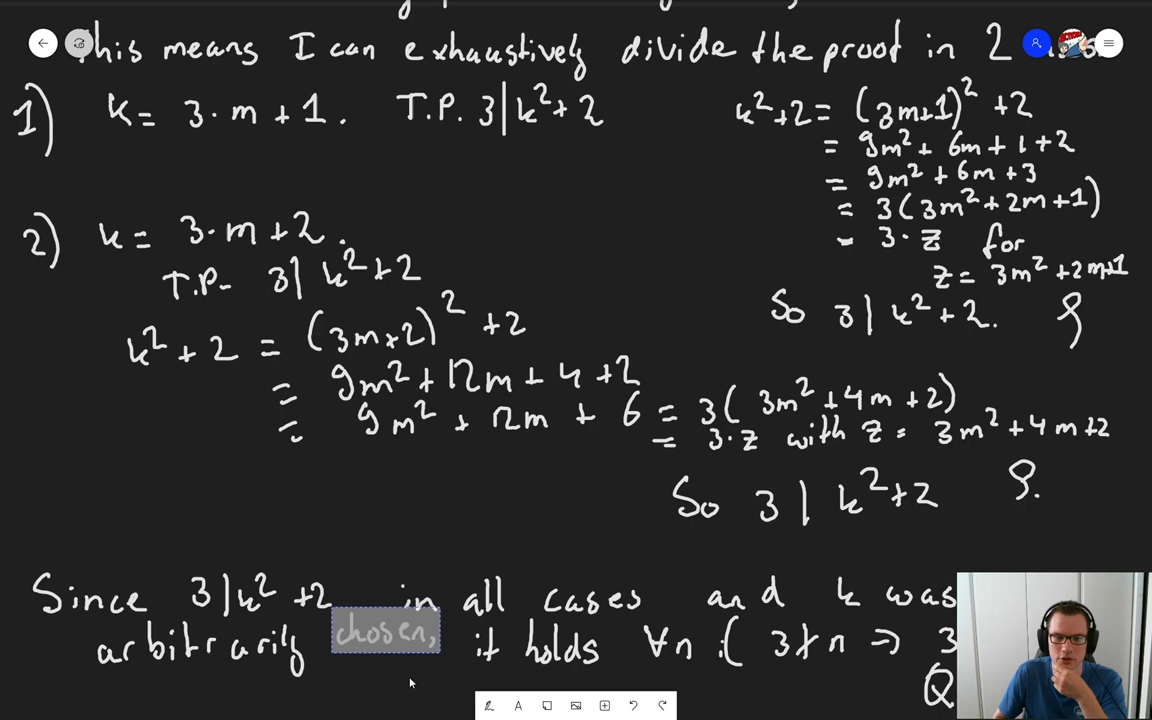 This means I can exhaustively divide the proof in 2
1) k = 3·m + 1. T.P. 3|k²+2
k²+2 = (3m+1)² +2
= 9m² + 6m + 1 + 2
= 9m² + 6m + 3
= 3(3m² + 2m + 1)
= 3·z for
z = 3m² + 2m+1
So 3 | k² + 2.
2) k = 3·m + 2.
T.P. 3| k² + 2
k² + 2 = (3m+2)² + 2
= 9m² + 12m + 4 + 2
= 9m² + 12m + 6 = 3(3m² + 4m + 2)
= 3·z with z = 3m² + 4m+2
So 3 | k² + 2
Since 3|k² +2 in all cases and k was
arbitrarily chosen, it holds ∀n :( 3∤n => 3
Q